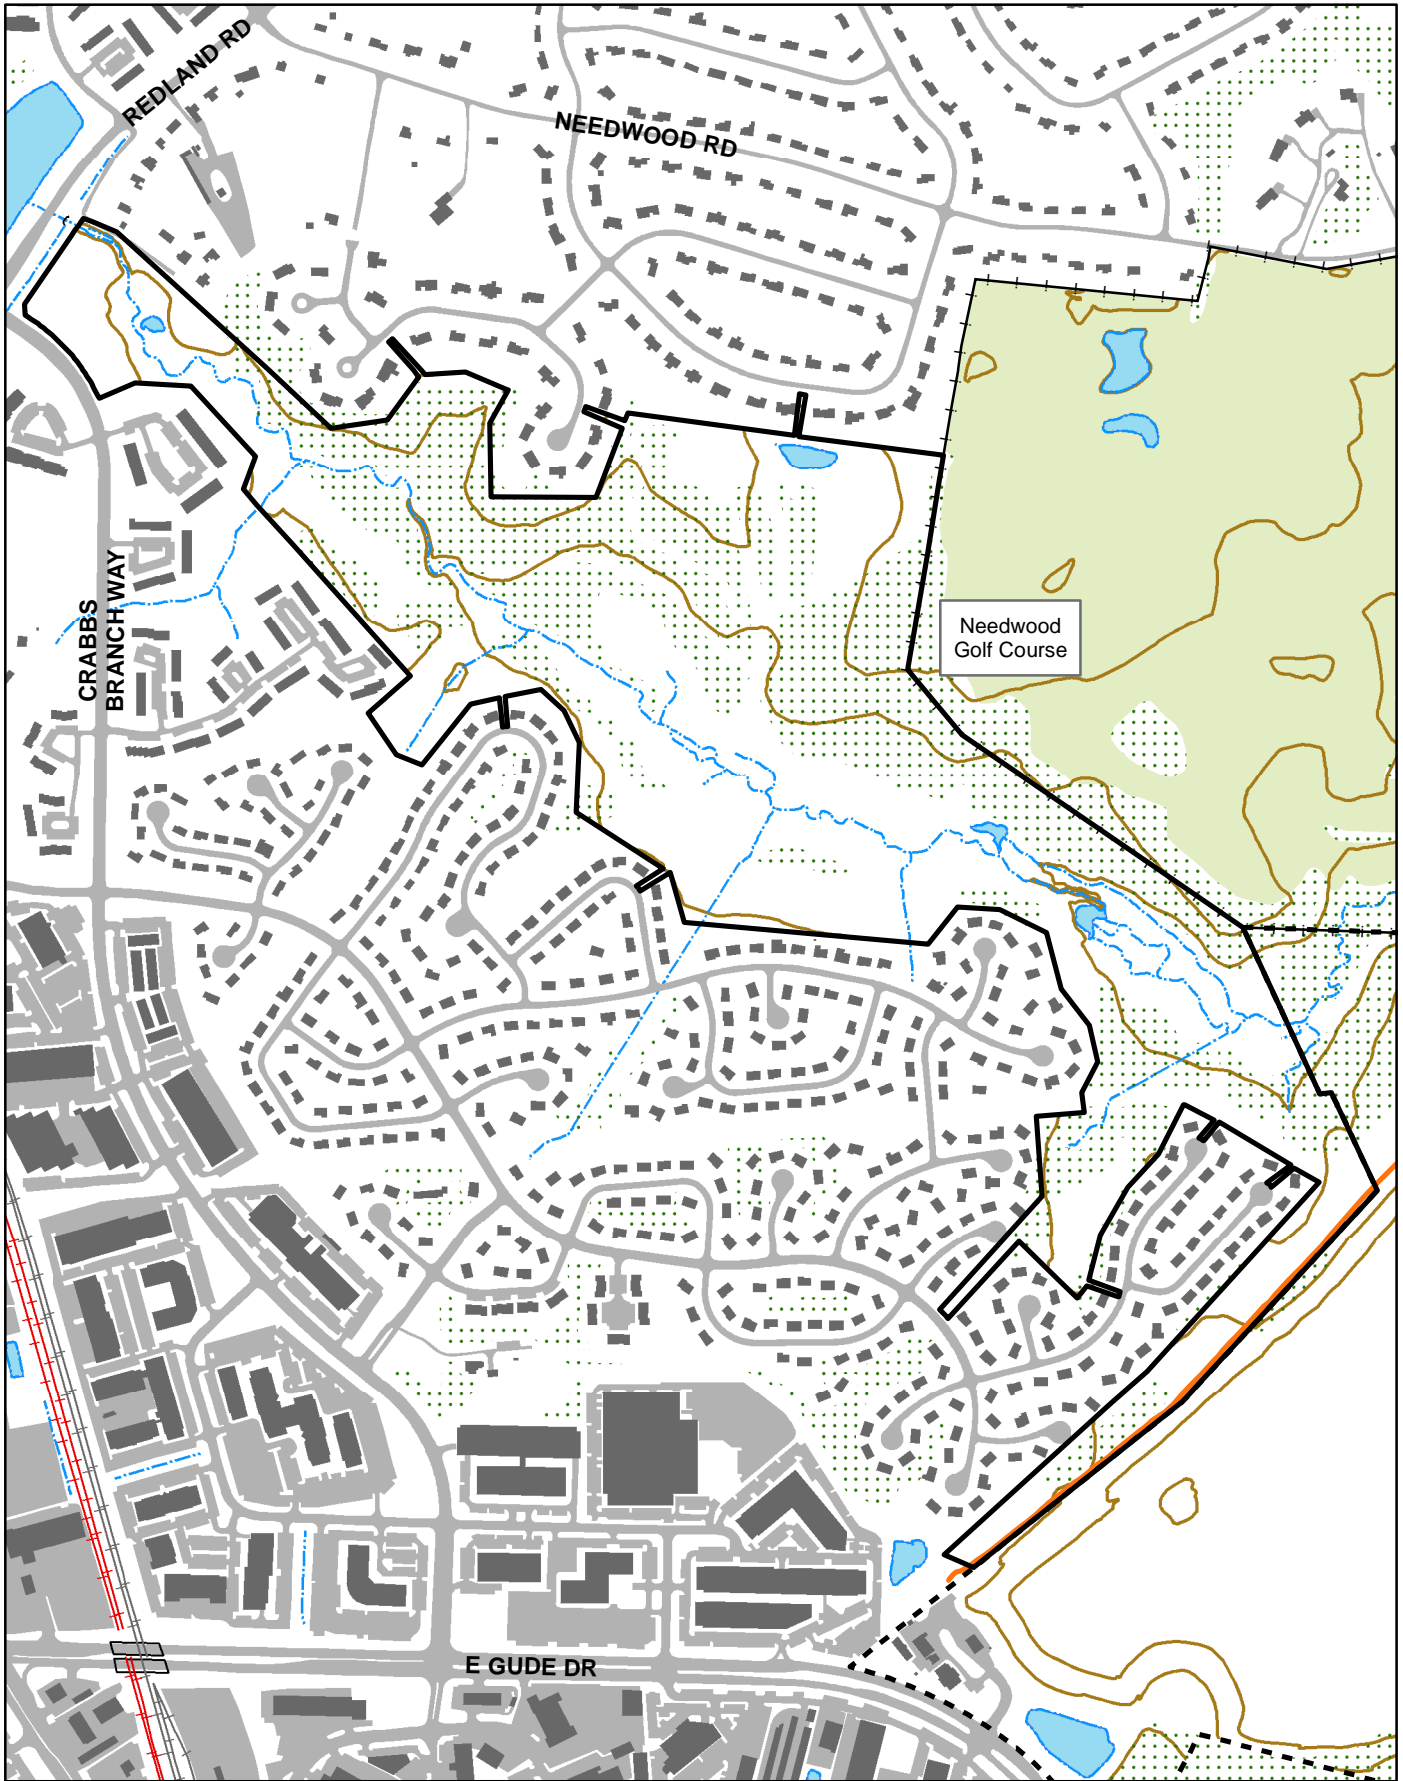 REDLAND RD
NEEDWOOD RD
CRABBS
BRANCH WAY
Needwood
Golf Course
E GUDE DR